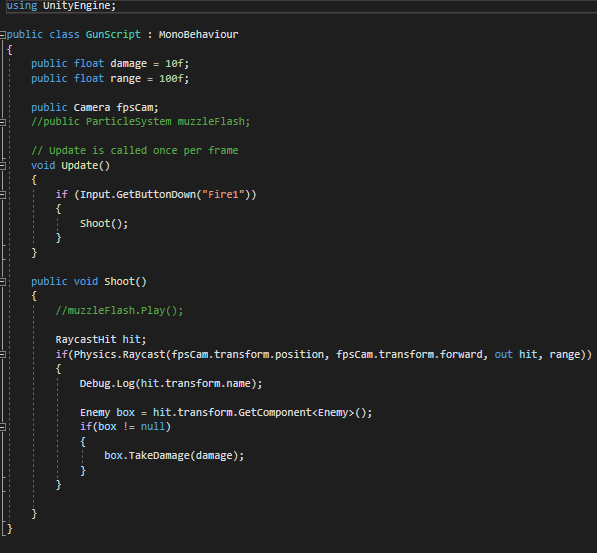 using UnityEngine;
public class GunScript : MonoBehaviour
{
public float damage = 10f;
public float range = 100f;
public Camera fpsCam;
//public ParticleSystem muzzleFlash;
// Update is called once per frame
void Update()
{
if (Input.GetButtonDown("Fire1"))
{
Shoot();
}
}
public void Shoot()
{
//muzzleFlash.Play();
RaycastHit hit;
if(Physics.Raycast(fpsCam.transform.position, fpsCam.transform.forward, out hit, range))
{
Debug.Log(hit.transform.name);
Enemy box = hit.transform.GetComponent<Enemy>();
if(box != null)
{
box.TakeDamage(damage);
}
}
}
}